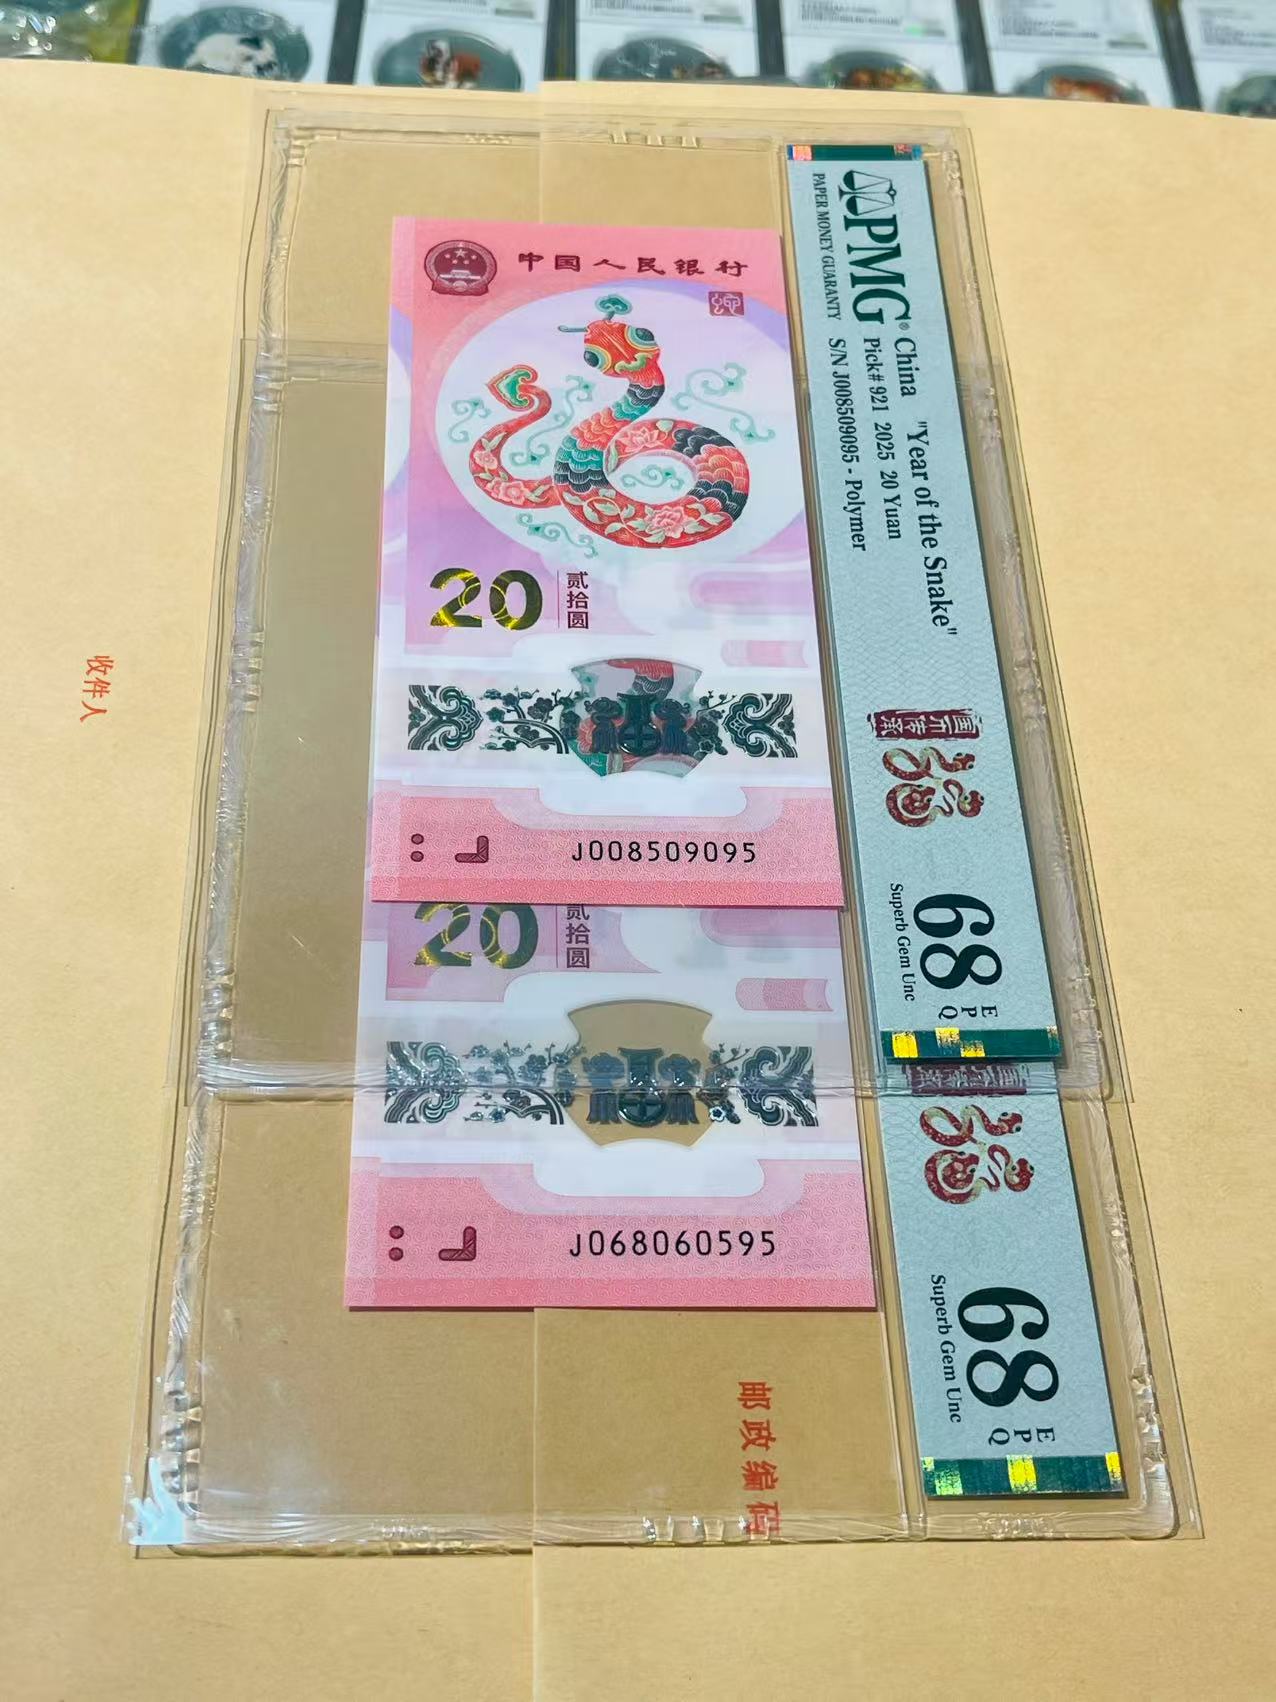 中国人民银行
20
贰拾圆
J008509095
PMG®
PAPER MONEY GUARANTY
China "Year of the Snake"
Pick# 921 2025 20 Yuan
S/N J008509095 - Polymer
68
EPQ
Superb Gem Unc
20
贰拾圆
J068060595
68
EPQ
Superb Gem Unc
收件人
邮政编码